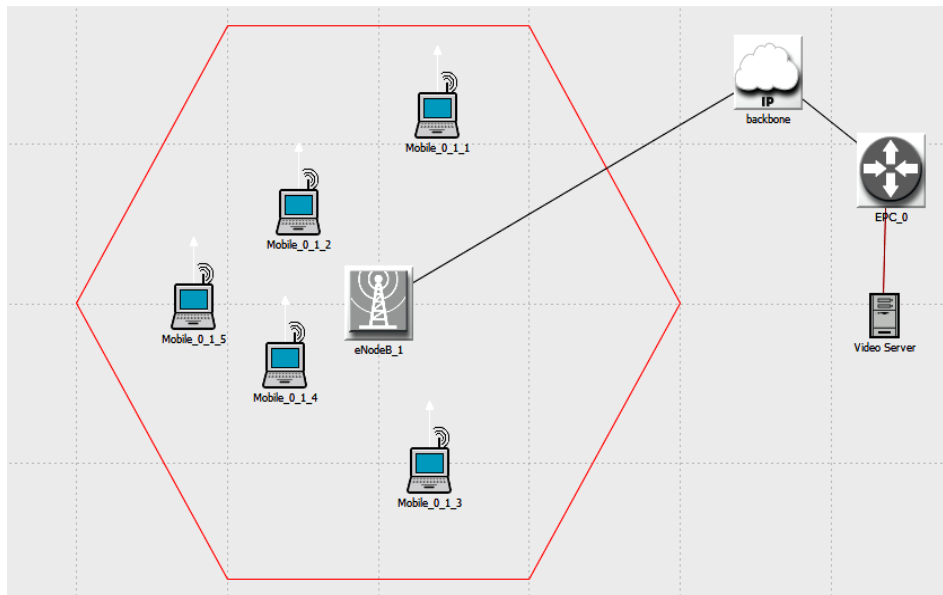 Mobile_0_1_1
IP
backbone
Mobile_0_1_2
EPC_0
Mobile_0_1_5
eNodeB_1
Video Server
Mobile_0_1_4
Mobile_0_1_3